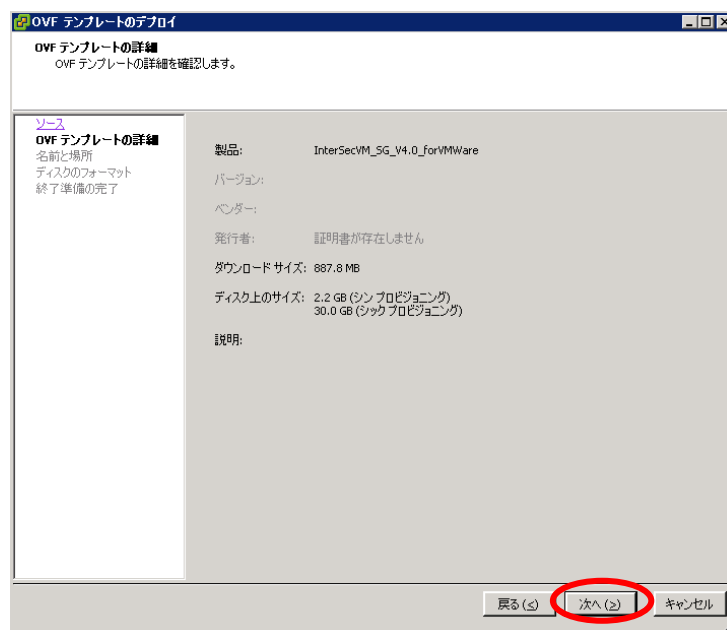 OVF テンプレートのデプロイ
OVF テンプレートの詳細
OVF テンプレートの詳細を確認します。
ソース
OVF テンプレートの詳細
名前と場所
ディスクのフォーマット
終了準備の完了
製品: InterSecVM_SG_V4.0_forVMWare
バージョン:
ベンダー:
発行者: 証明書が存在しません
ダウンロード サイズ: 887.8 MB
ディスク上のサイズ: 2.2 GB (シン プロビジョニング)
30.0 GB (シック プロビジョニング)
説明:
戻る(≤) 次へ(≥) キャンセル